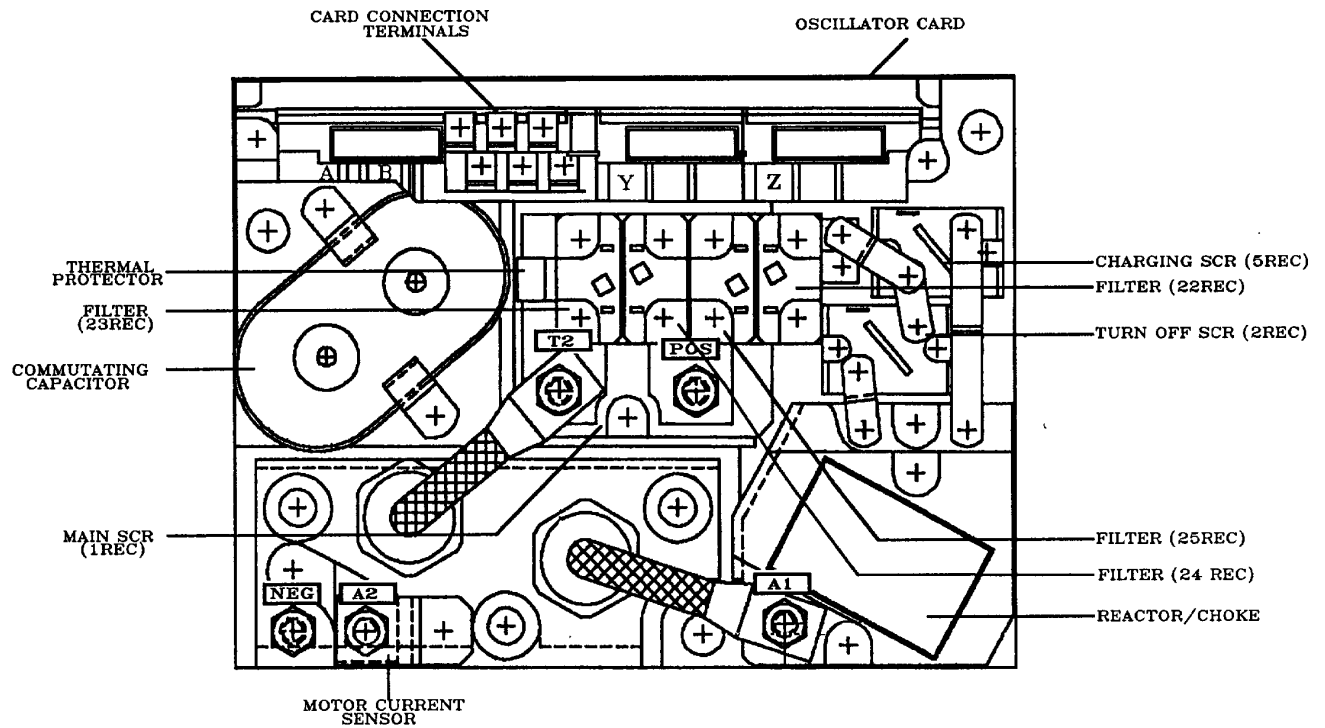 CARD CONNECTION
TERMINALS
OSCILLATOR CARD
A
B
Y
Z
THERMAL
PROTECTOR
CHARGING SCR (5REC)
FILTER (22REC)
FILTER
(23REC)
TURN OFF SCR (2REC)
T2
POS
COMMUTATING
CAPACITOR
MAIN SCR
(1REC)
FILTER (25REC)
FILTER (24 REC)
NEG
A2
A1
REACTOR/CHOKE
MOTOR CURRENT
SENSOR